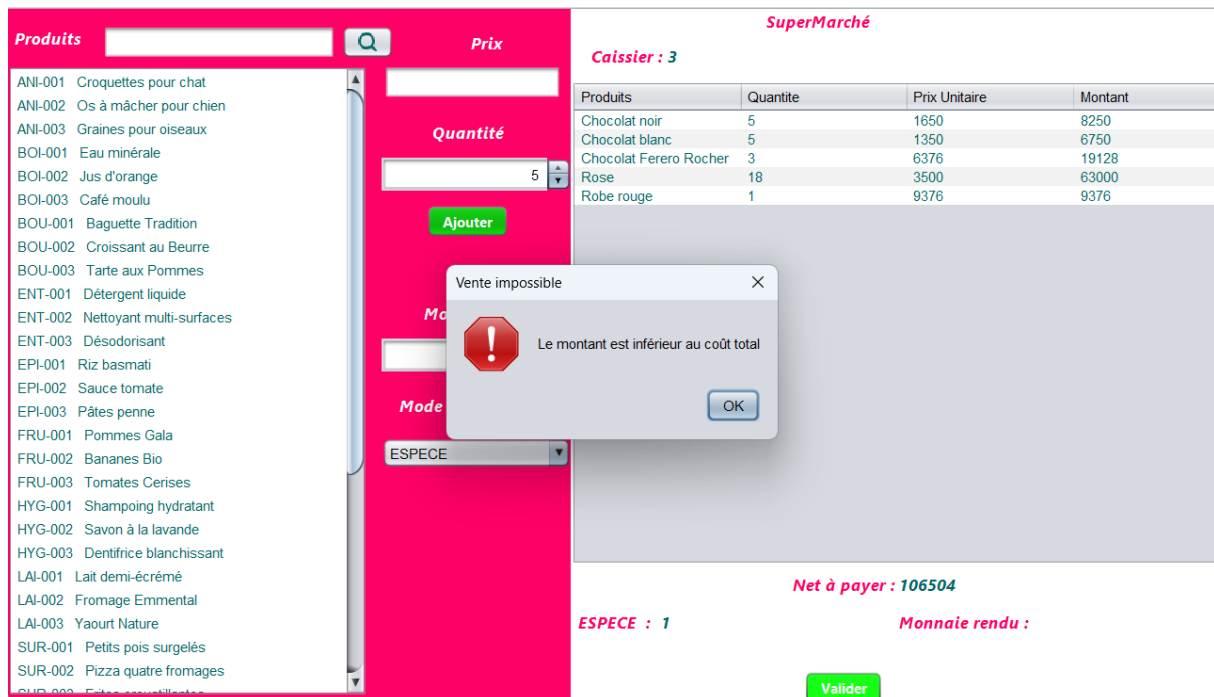 Produits
ANI-001 Croquettes pour chat
ANI-002 Os à mâcher pour chien
ANI-003 Graines pour oiseaux
BOI-001 Eau minérale
BOI-002 Jus d'orange
BOI-003 Café moulu
BOU-001 Baguette Tradition
BOU-002 Croissant au Beurre
BOU-003 Tarte aux Pommes
ENT-001 Détergent liquide
ENT-002 Nettoyant multi-surfaces
ENT-003 Désodorisant
EPI-001 Riz basmati
EPI-002 Sauce tomate
EPI-003 Pâtes penne
FRU-001 Pommes Gala
FRU-002 Bananes Bio
FRU-003 Tomates Cerises
HYG-001 Shampoing hydratant
HYG-002 Savon à la lavande
HYG-003 Dentifrice blanchissant
LAI-001 Lait demi-écrémé
LAI-002 Fromage Emmental
LAI-003 Yaourt Nature
SUR-001 Petits pois surgelés
SUR-002 Pizza quatre fromages
Prix
Quantité
5
Ajouter
Mo
Mode
ESPECE
Vente impossible
Le montant est inférieur au coût total
OK
SuperMarché
Caissier : 3
Produits Quantite Prix Unitaire Montant
Chocolat noir 5 1650 8250
Chocolat blanc 5 1350 6750
Chocolat Ferero Rocher 3 6376 19128
Rose 18 3500 63000
Robe rouge 1 9376 9376
Net à payer : 106504
ESPECE : 1 Monnaie rendu :
Valider